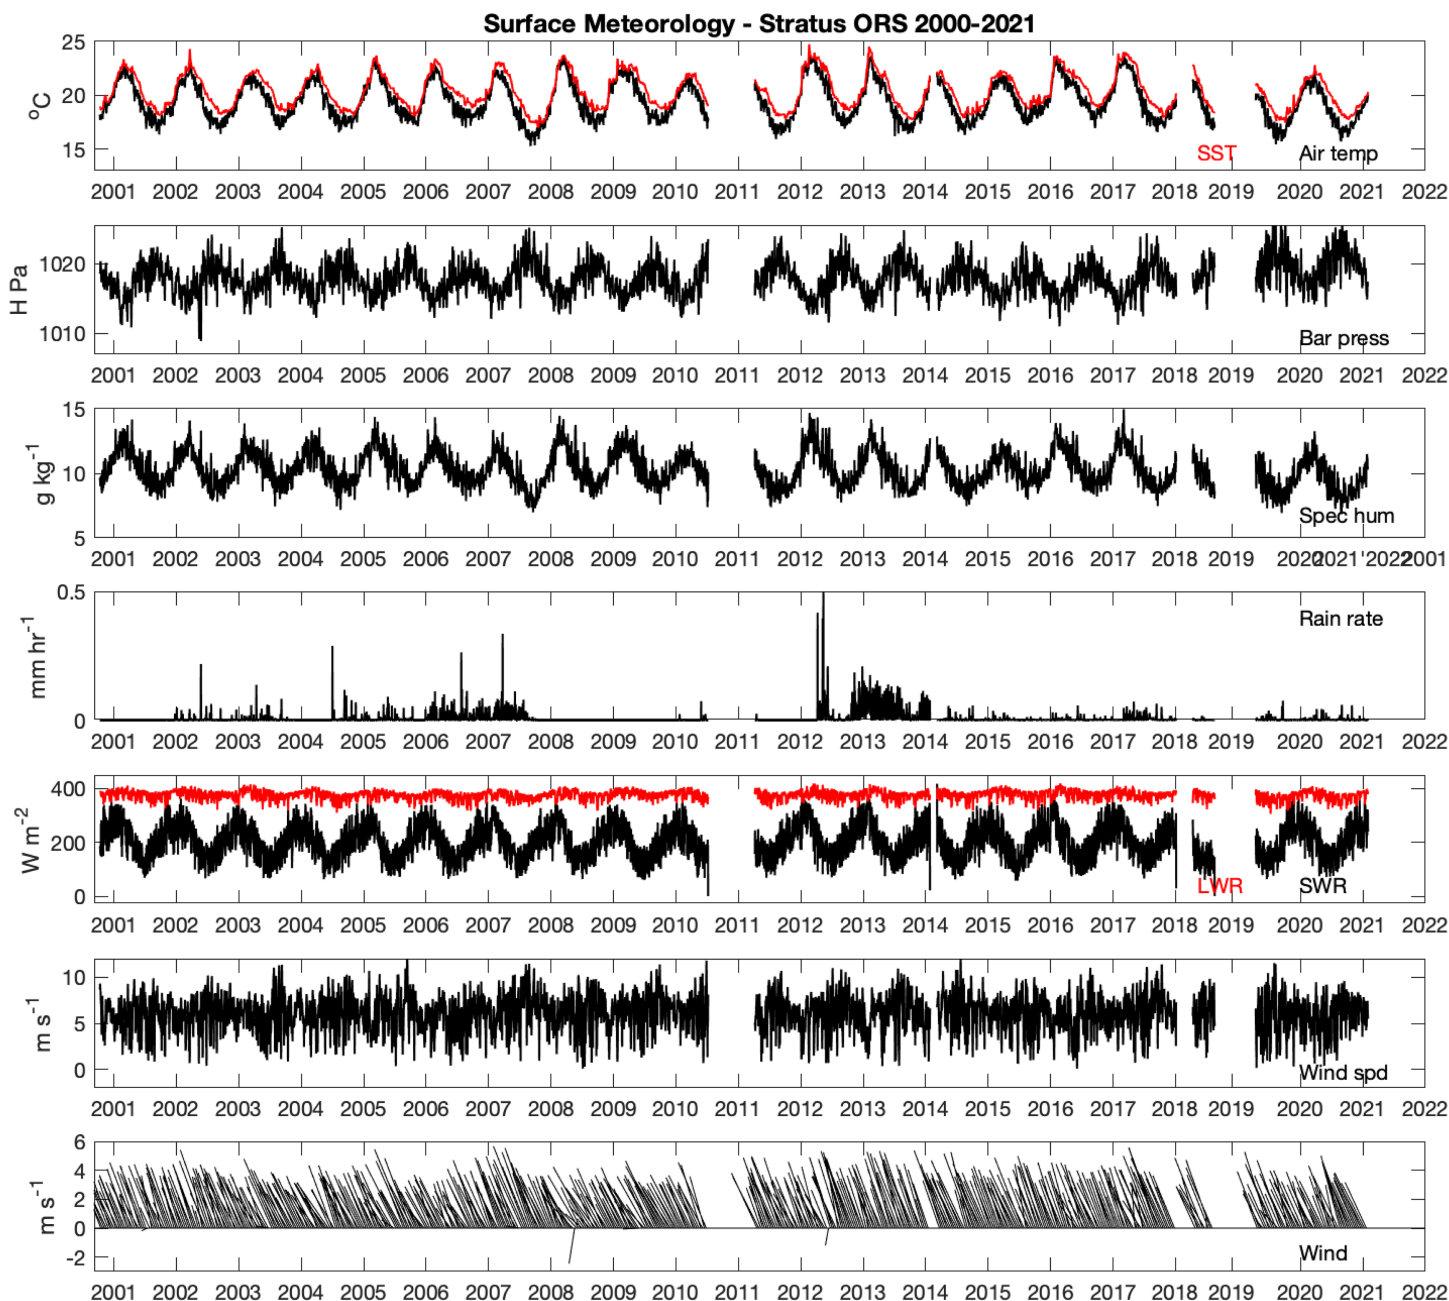 Surface Meteorology - Stratus ORS 2000-2021
25
20
15
°C
SST Air temp
2001 2002 2003 2004 2005 2006 2007 2008 2009 2010 2011 2012 2013 2014 2015 2016 2017 2018 2019 2020 2021 2022
1020
1010
H Pa
Bar press
2001 2002 2003 2004 2005 2006 2007 2008 2009 2010 2011 2012 2013 2014 2015 2016 2017 2018 2019 2020 2021 2022
15
10
5
g kg⁻¹
Spec hum
2001 2002 2003 2004 2005 2006 2007 2008 2009 2010 2011 2012 2013 2014 2015 2016 2017 2018 2019 2020 2021'2022 2001
0.5
0
mm hr⁻¹
Rain rate
2001 2002 2003 2004 2005 2006 2007 2008 2009 2010 2011 2012 2013 2014 2015 2016 2017 2018 2019 2020 2021 2022
400
200
0
W m⁻²
LWR SWR
2001 2002 2003 2004 2005 2006 2007 2008 2009 2010 2011 2012 2013 2014 2015 2016 2017 2018 2019 2020 2021 2022
10
5
0
m s⁻¹
Wind spd
2001 2002 2003 2004 2005 2006 2007 2008 2009 2010 2011 2012 2013 2014 2015 2016 2017 2018 2019 2020 2021 2022
6
4
2
0
-2
m s⁻¹
Wind
2001 2002 2003 2004 2005 2006 2007 2008 2009 2010 2011 2012 2013 2014 2015 2016 2017 2018 2019 2020 2021 2022